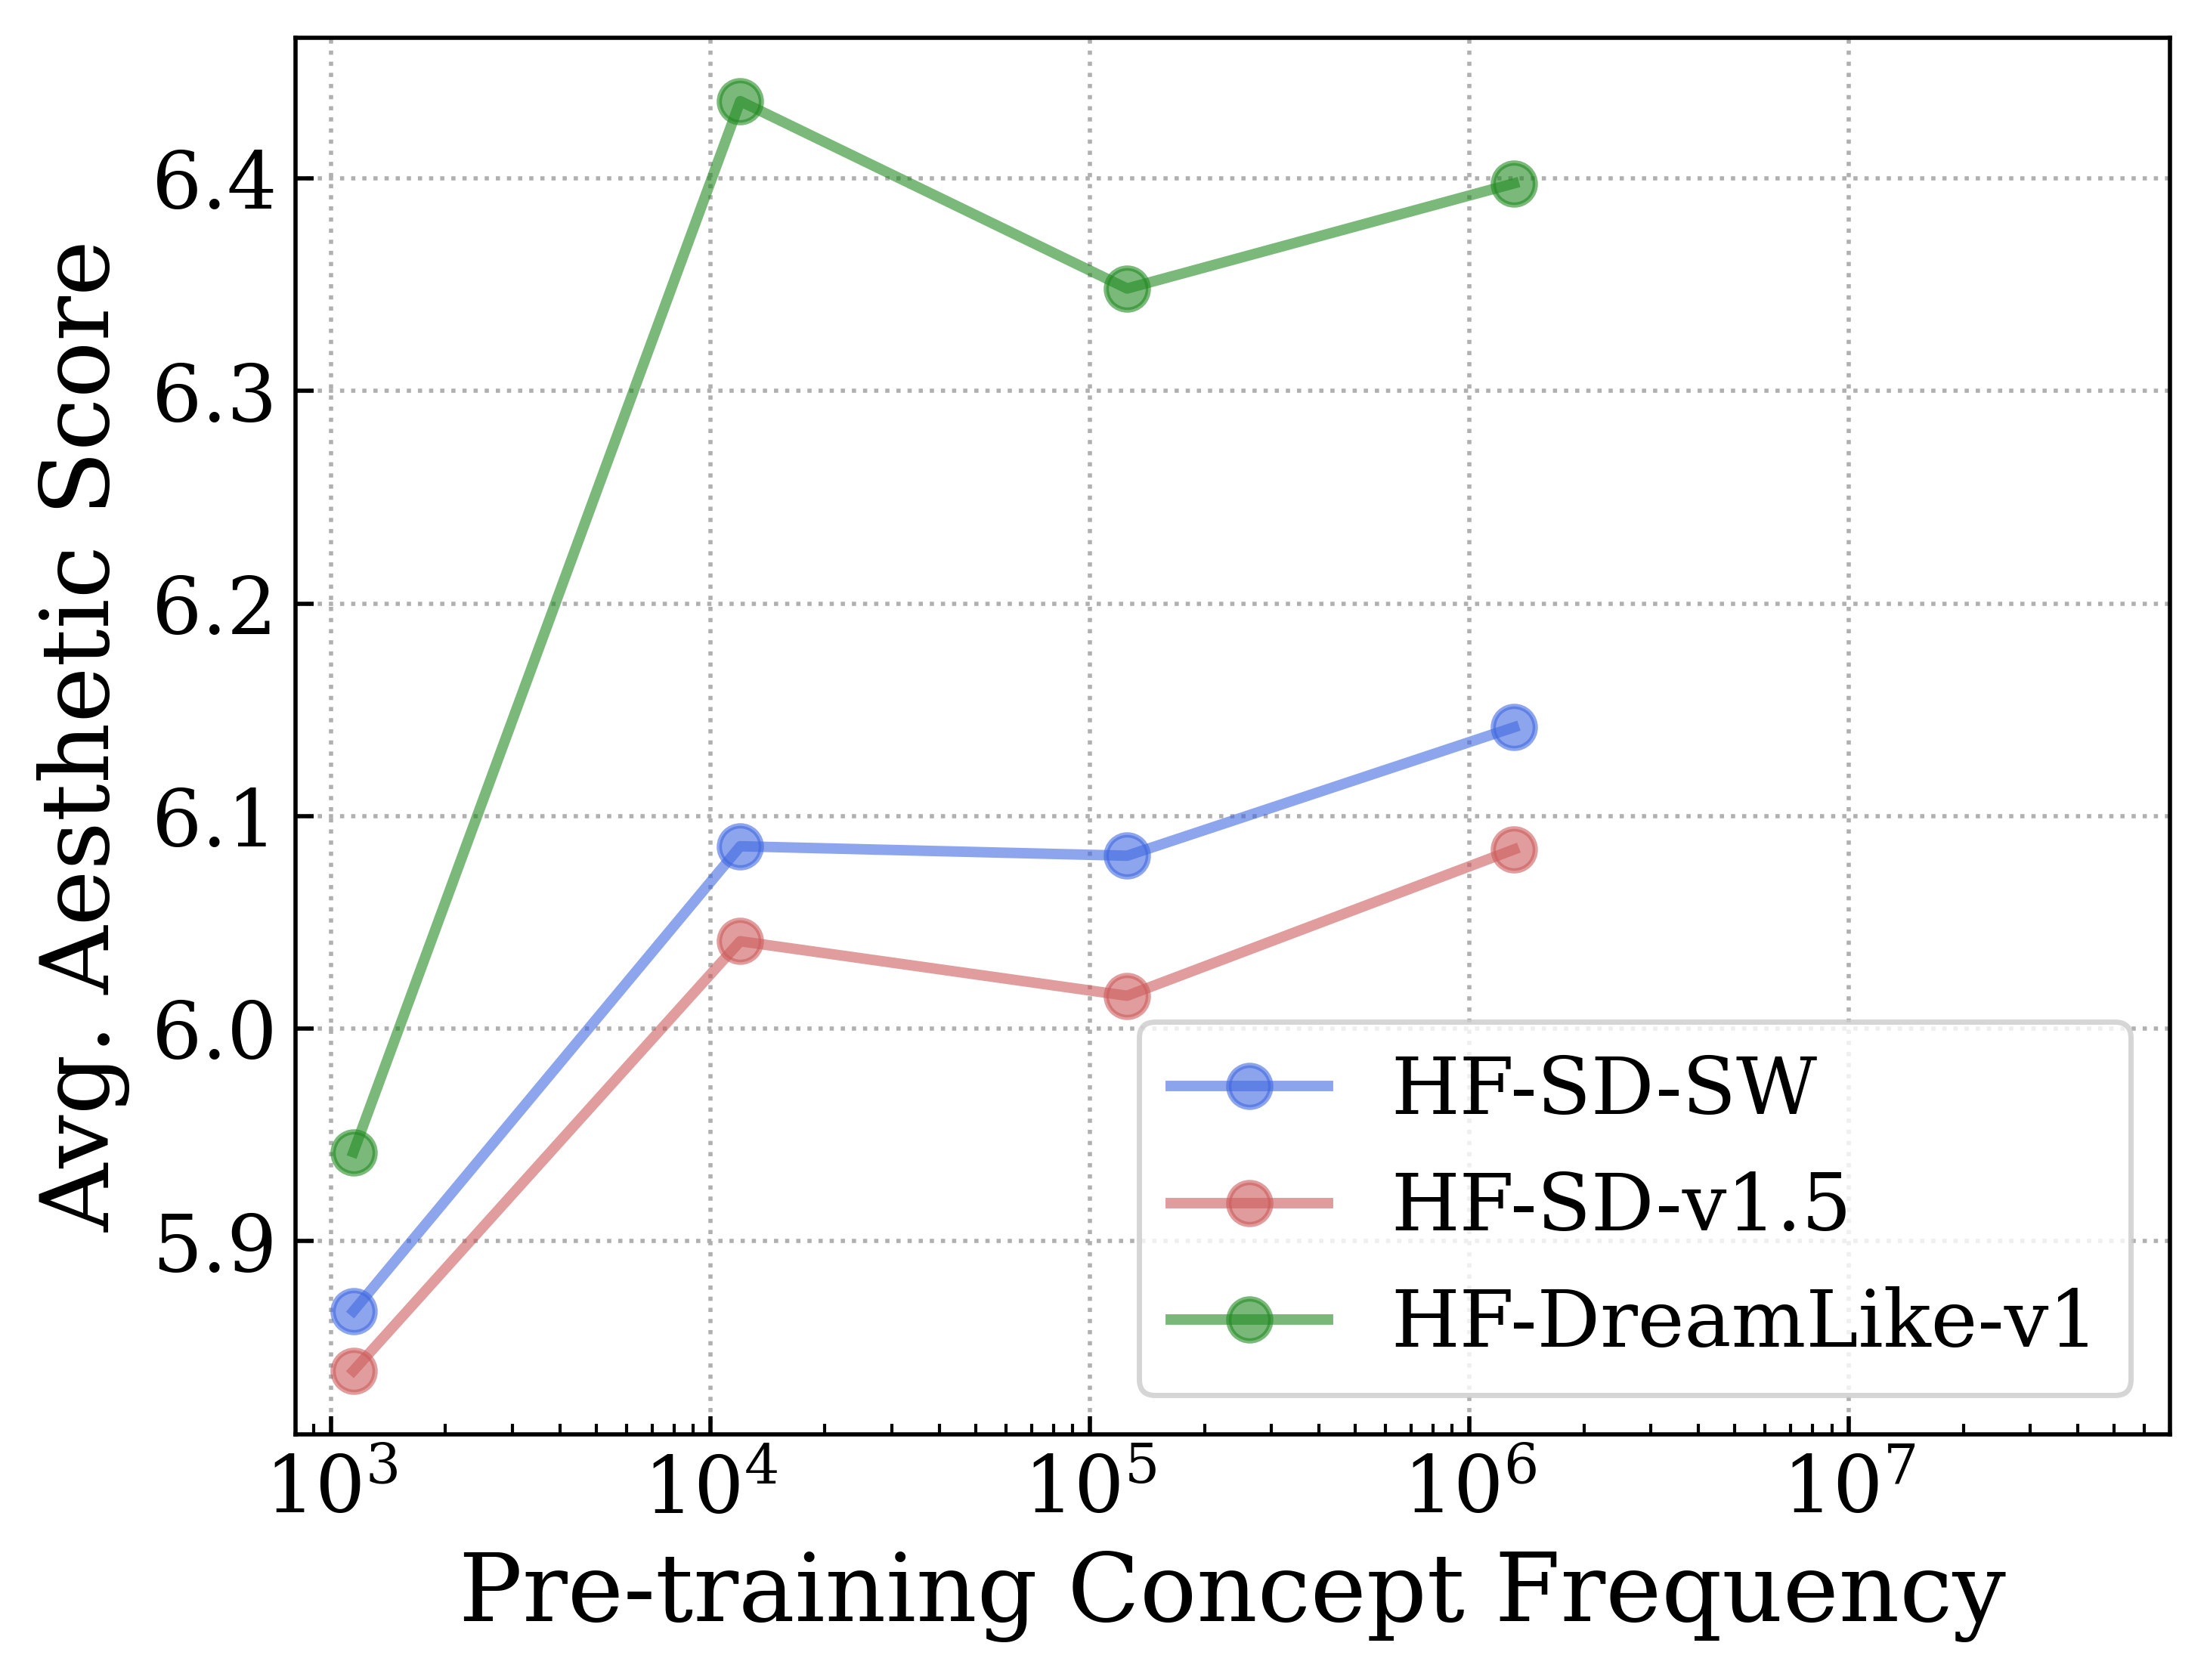 Avg. Aesthetic Score
6.4
6.3
6.2
6.1
6.0
5.9
10³
10⁴
10⁵
10⁶
10⁷
Pre-training Concept Frequency
HF-SD-SW
HF-SD-v1.5
HF-DreamLike-v1